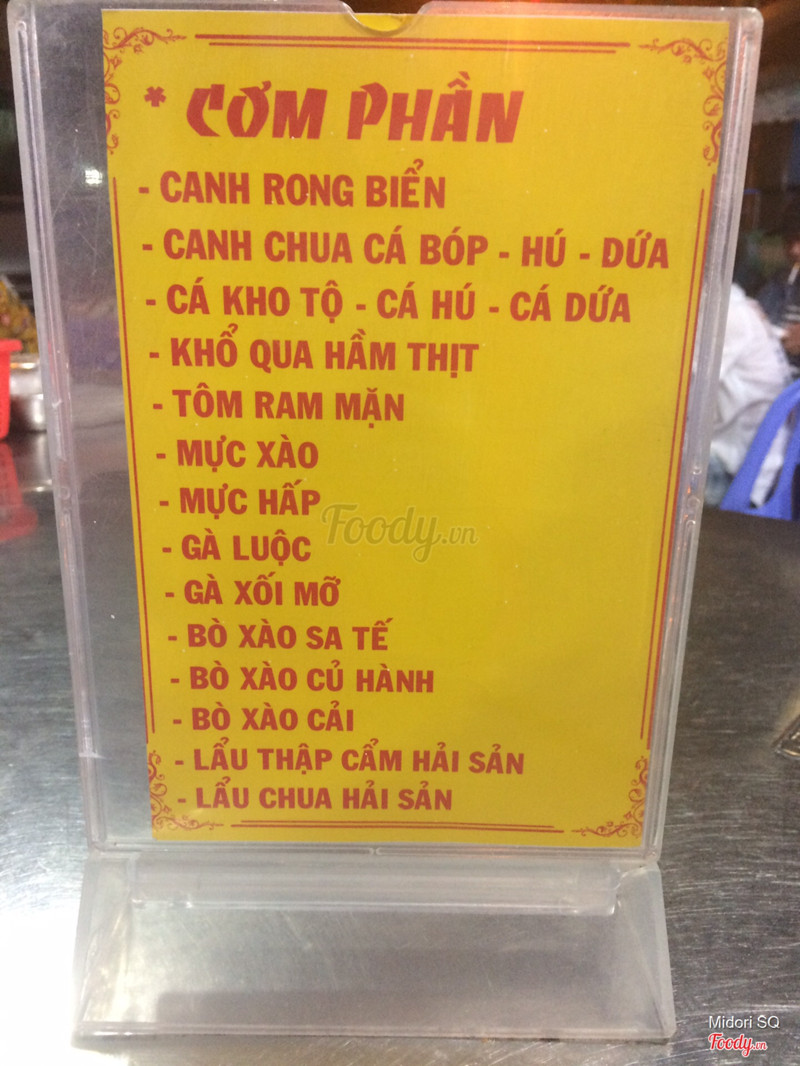 * CƠM PHẦN
- CANH RONG BIỂN
- CANH CHUA CÁ BÓP - HÚ - DỨA
- CÁ KHO TỘ - CÁ HÚ - CÁ DỨA
- KHỔ QUA HẦM THỊT
- TÔM RAM MẶN
- MỰC XÀO
- MỰC HẤP
Foody.vn
- GÀ LUỘC
- GÀ XỐI MỠ
- BÒ XÀO SA TẾ
- BÒ XÀO CỦ HÀNH
- BÒ XÀO CẢI
- LẨU THẬP CẨM HẢI SẢN
- LẨU CHUA HẢI SẢN
Midori SQ
Foody.vn